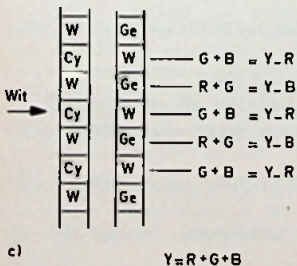 W Ge
Cy W G + B = Y_R
W Ge R + G = Y_B
Wit Cy W G + B = Y_R
W Ge R + G = Y_B
Cy W G + B = Y_R
W Ge
c) Y=R+G+B